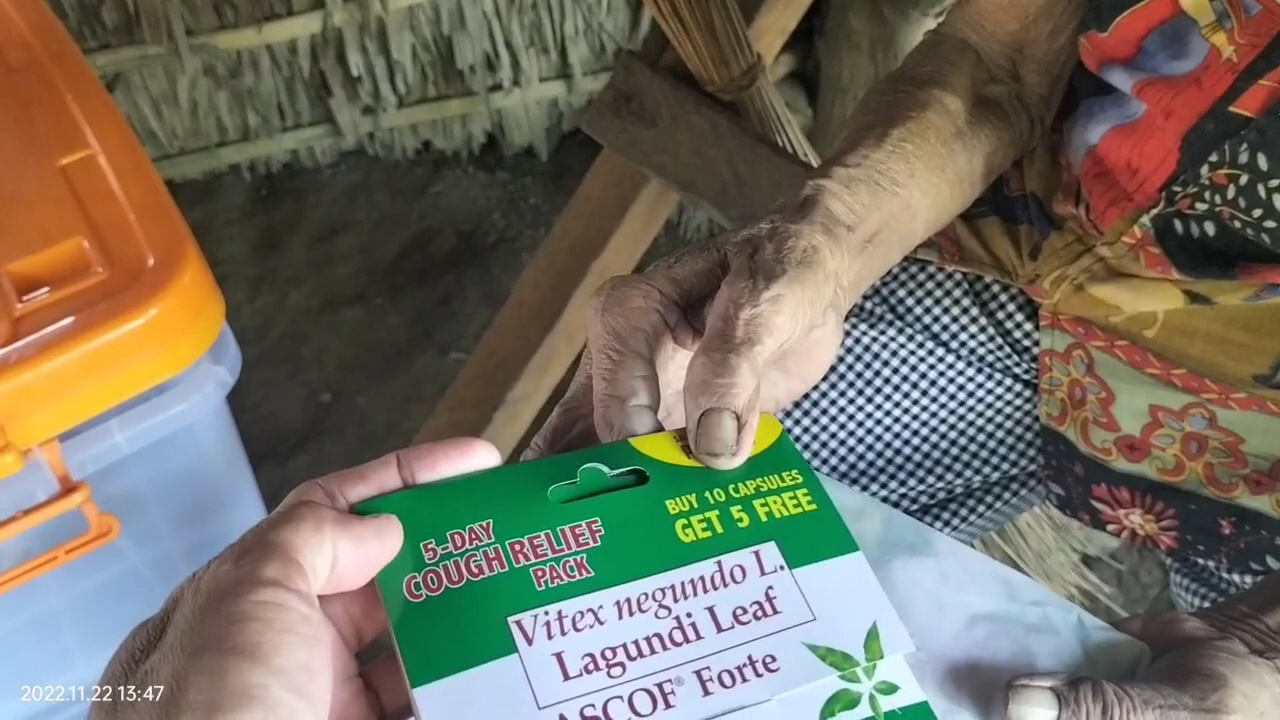 BUY 10 CAPSULES
GET 5 FREE
5-DAY
COUGH RELIEF
PACK
Vitex negundo L.
Lagundi Leaf
ASCOF® Forte
2022.11.22 13:47